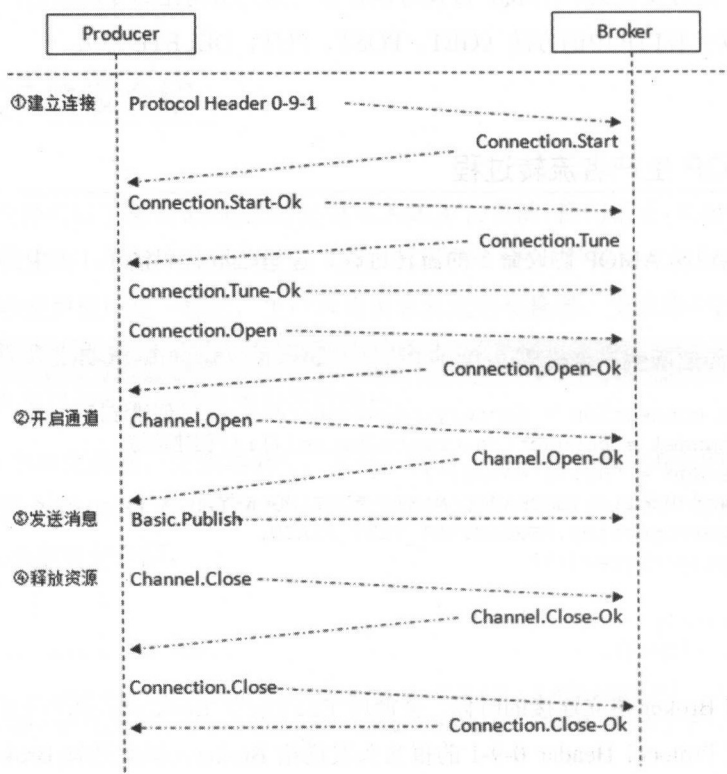 Producer
Broker
①建立连接
Protocol Header 0-9-1
Connection.Start
Connection.Start-Ok
Connection.Tune
Connection.Tune-Ok
Connection.Open
Connection.Open-Ok
②开启通道
Channel.Open
Channel.Open-Ok
③发送消息
Basic.Publish
④释放资源
Channel.Close
Channel.Close-Ok
Connection.Close
Connection.Close-Ok